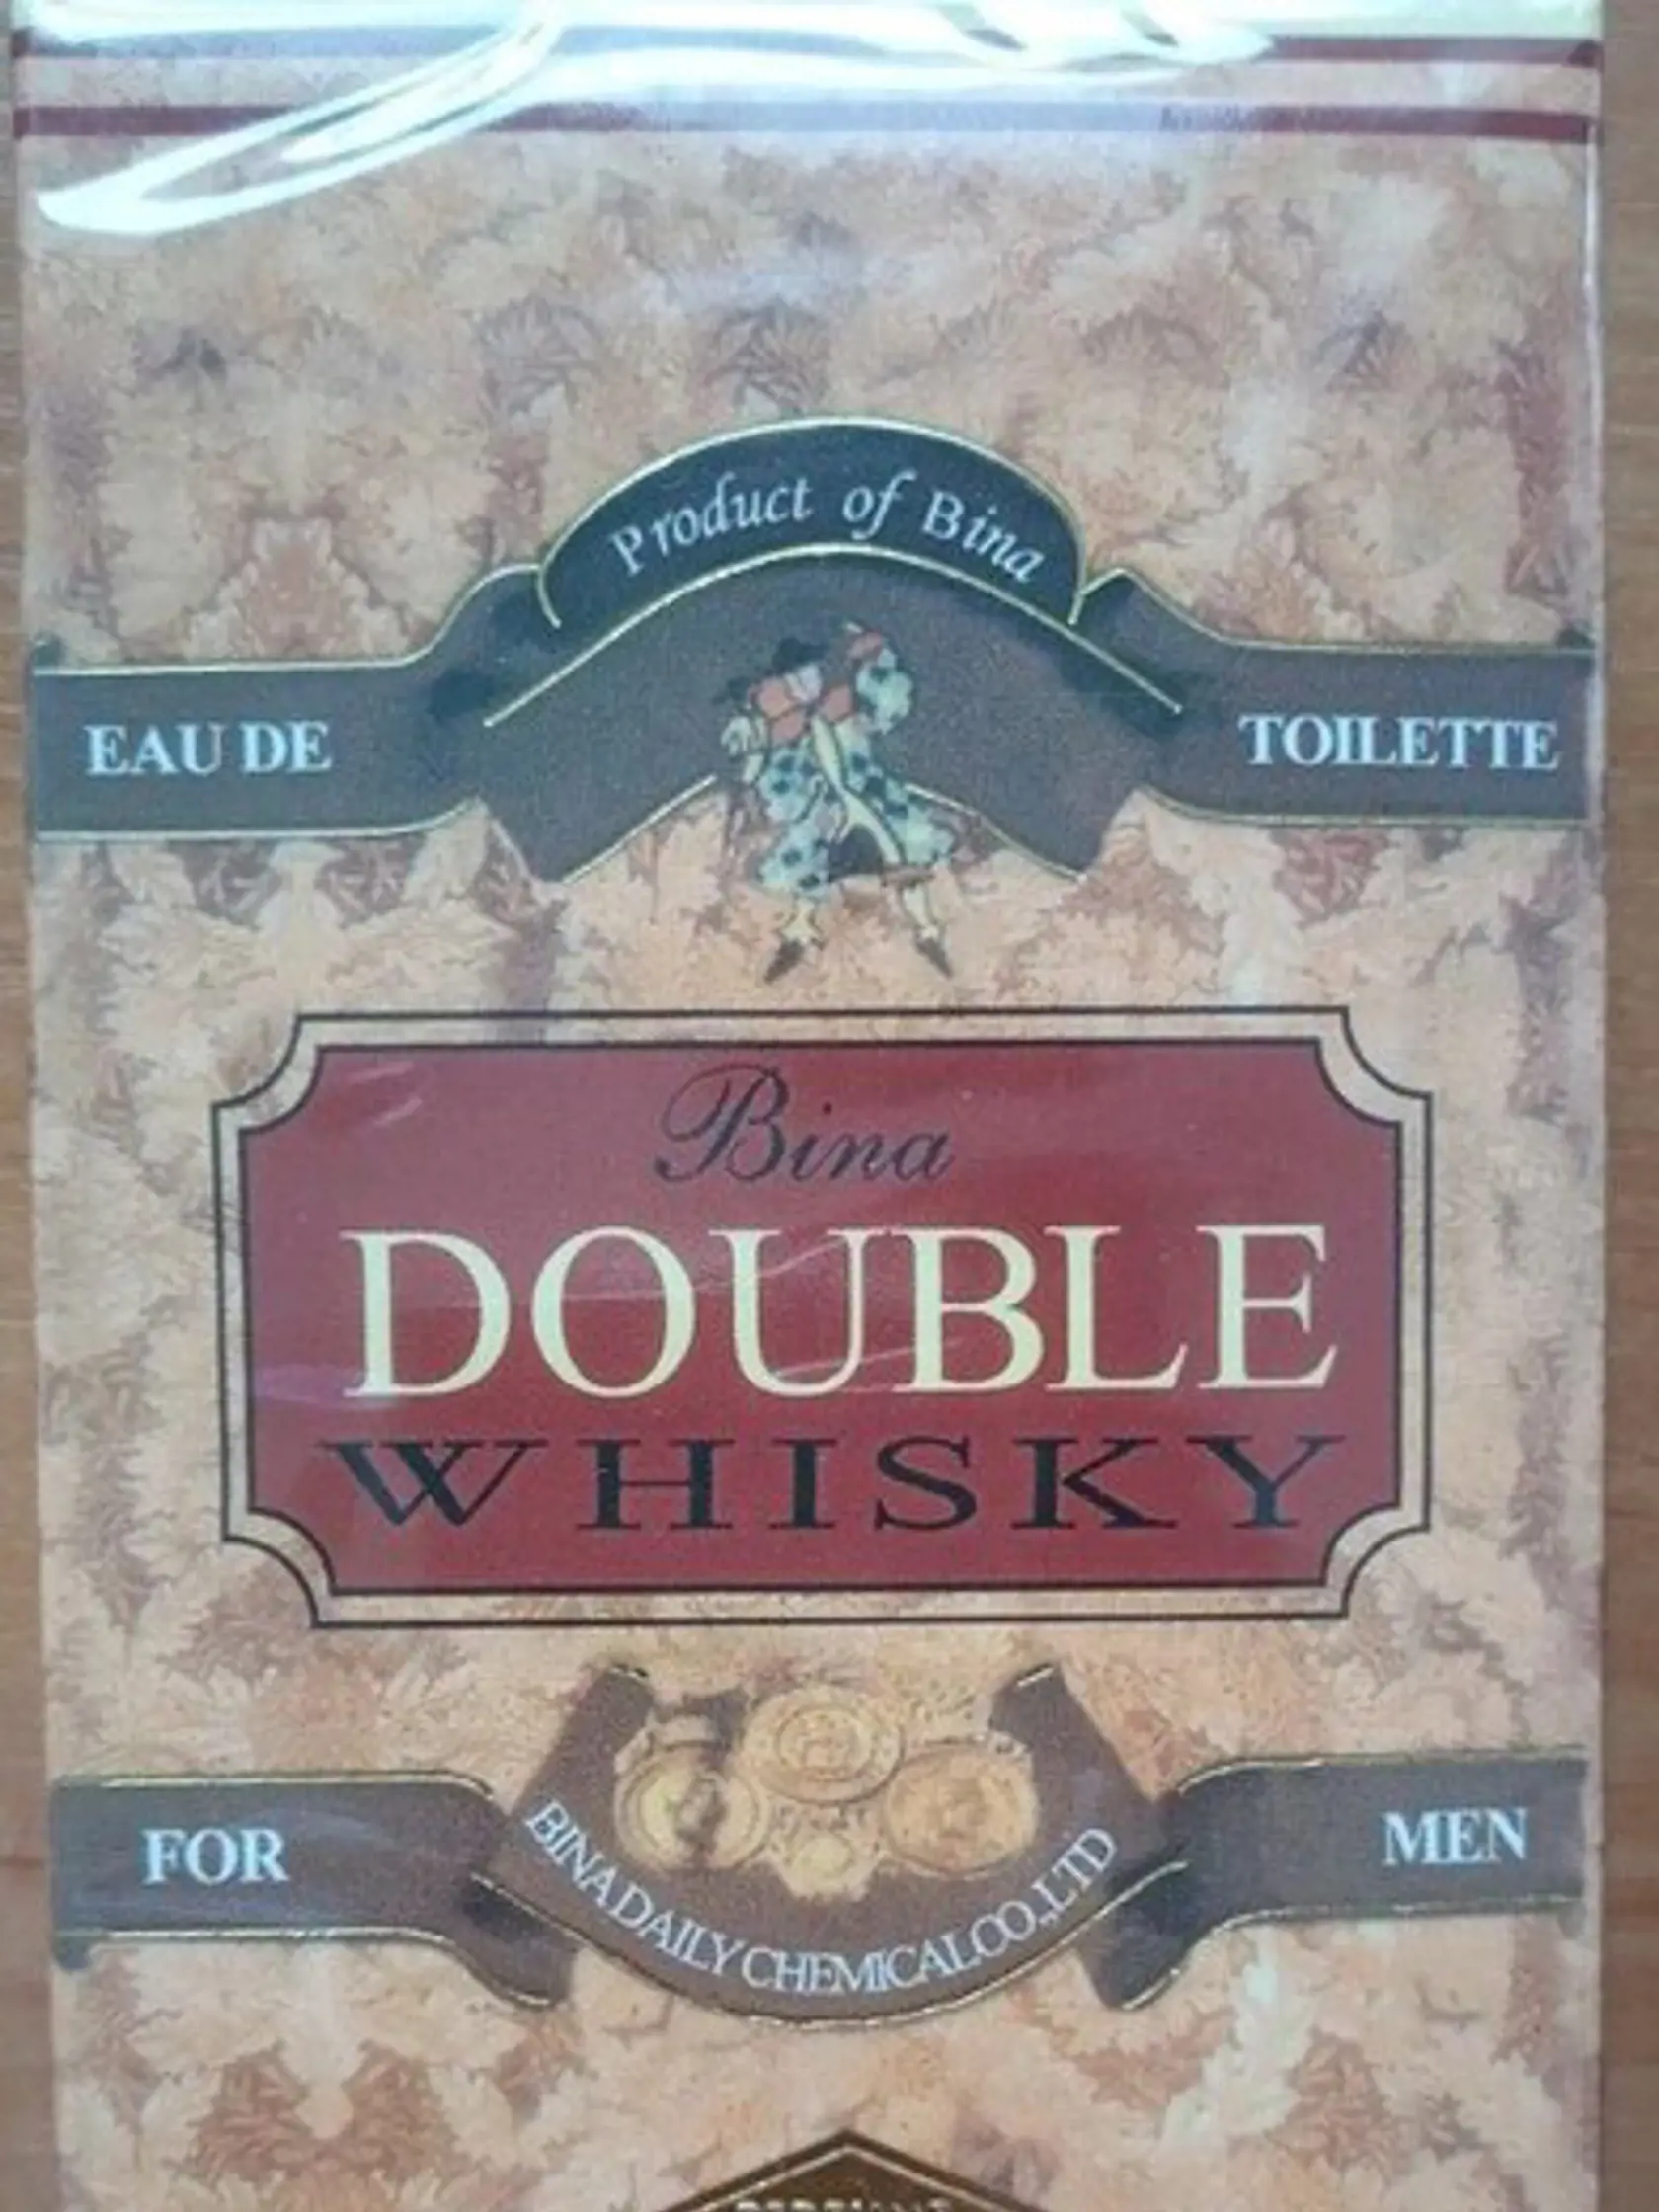 Product of Bina
EAU DE TOILETTE
Bina
DOUBLE
WHISKY
FOR MEN
BINA DAILY CHEMICAL CO., LTD